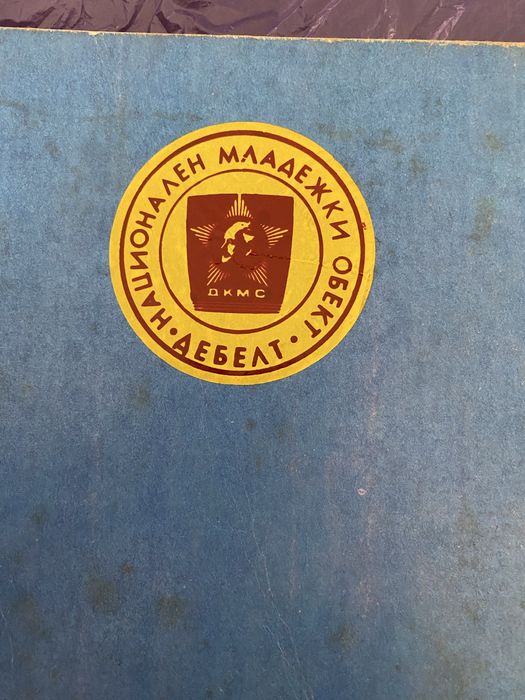 НАЦИОНАЛЕН МЛАДЕЖКИ ОБЕКТ
• ДЕБЕЛТ •
ДКМС